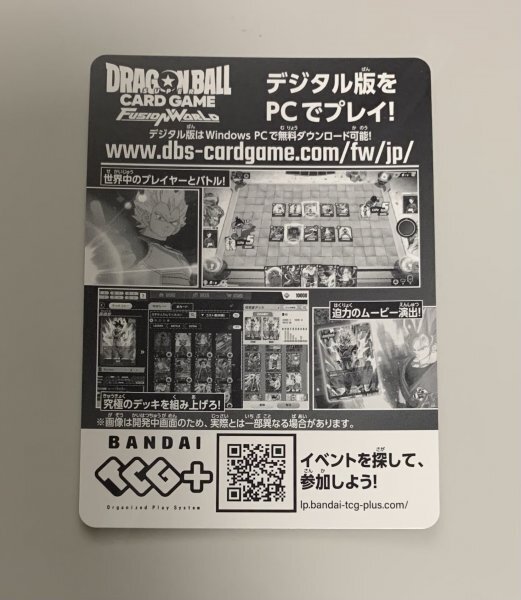 DRAGON BALL
SUPER
CARD GAME
FUSION WORLD
デジタル版を
PCでプレイ!
デジタル版はWindows PCで無料ダウンロード可能!
www.dbs-cardgame.com/fw/jp/
世界中のプレイヤーとバトル!
迫力のムービー演出!
究極のデッキを組み上げろ!
※画像は開発中画面のため、実際とは一部異なる場合があります。
BANDAI
TCG+
Organized Play System
イベントを探して、
参加しよう!
lp.bandai-tcg-plus.com/